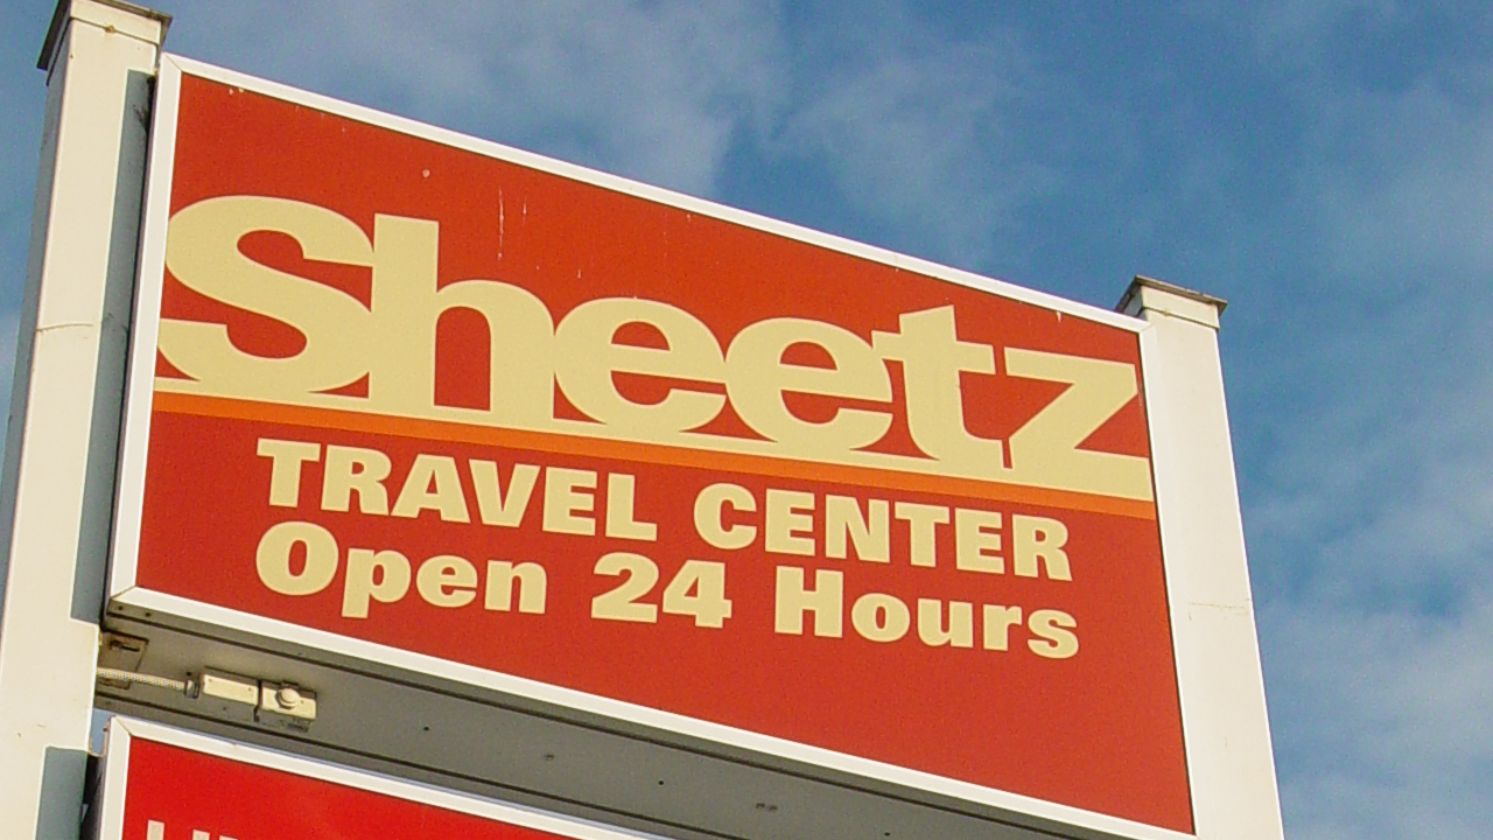 Sheetz
TRAVEL CENTER
Open 24 Hours